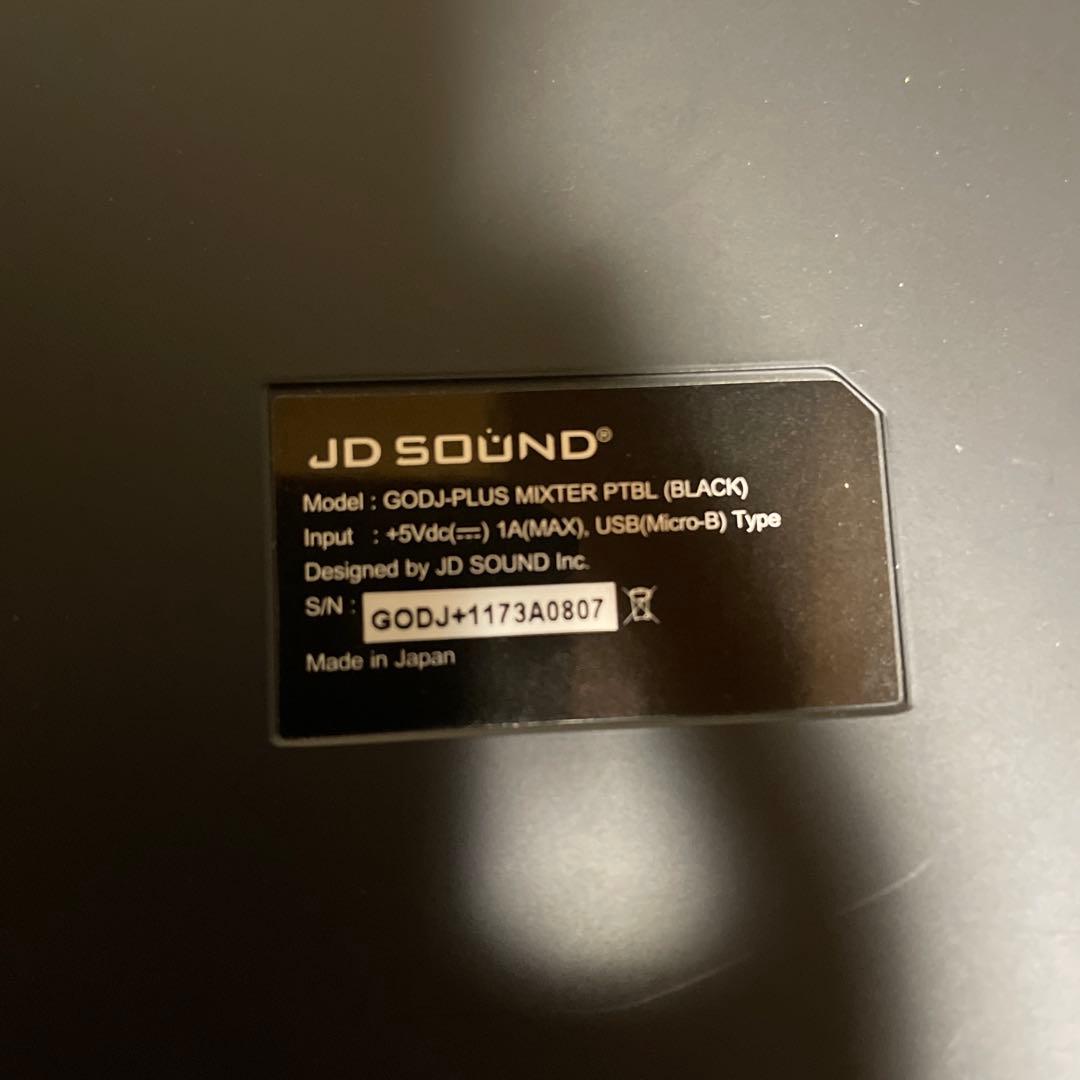 JD SOUND®
Model : GODJ-PLUS MIXTER PTBL (BLACK)
Input : +5Vdc(⎓) 1A(MAX), USB(Micro-B) Type
Designed by JD SOUND Inc.
S/N : GODJ+1173A0807
Made in Japan